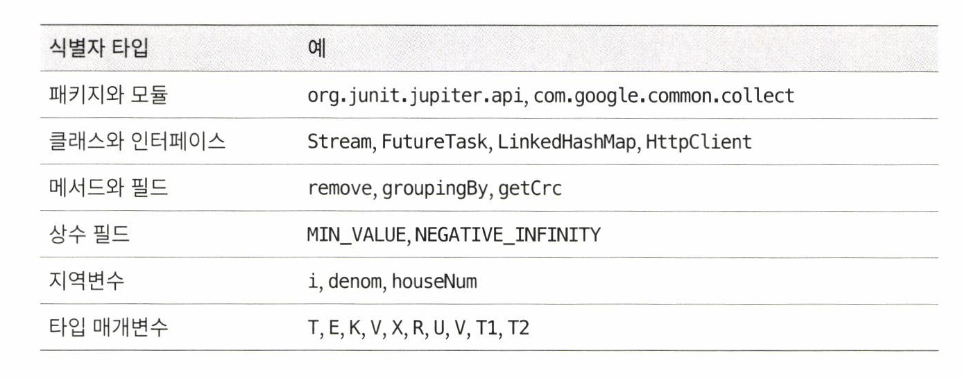 식별자 타입 예
패키지와 모듈 org.junit.jupiter.api, com.google.common.collect
클래스와 인터페이스 Stream, FutureTask, LinkedHashMap, HttpClient
메서드와 필드 remove, groupingBy, getCrc
상수 필드 MIN_VALUE, NEGATIVE_INFINITY
지역변수 i, denom, houseNum
타입 매개변수 T, E, K, V, X, R, U, V, T1, T2